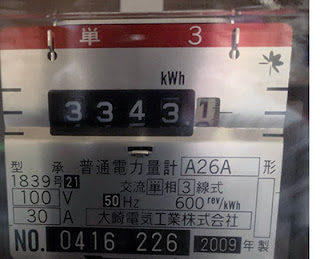 単 3
kWh
3343 1
型 承 普通電力量計 A26A 形
1839号21
交流単相3線式
100 V 50 Hz 600 rev/kWh
30 A 大崎電気工業株式会社
NO. 0416 226 2009 年製